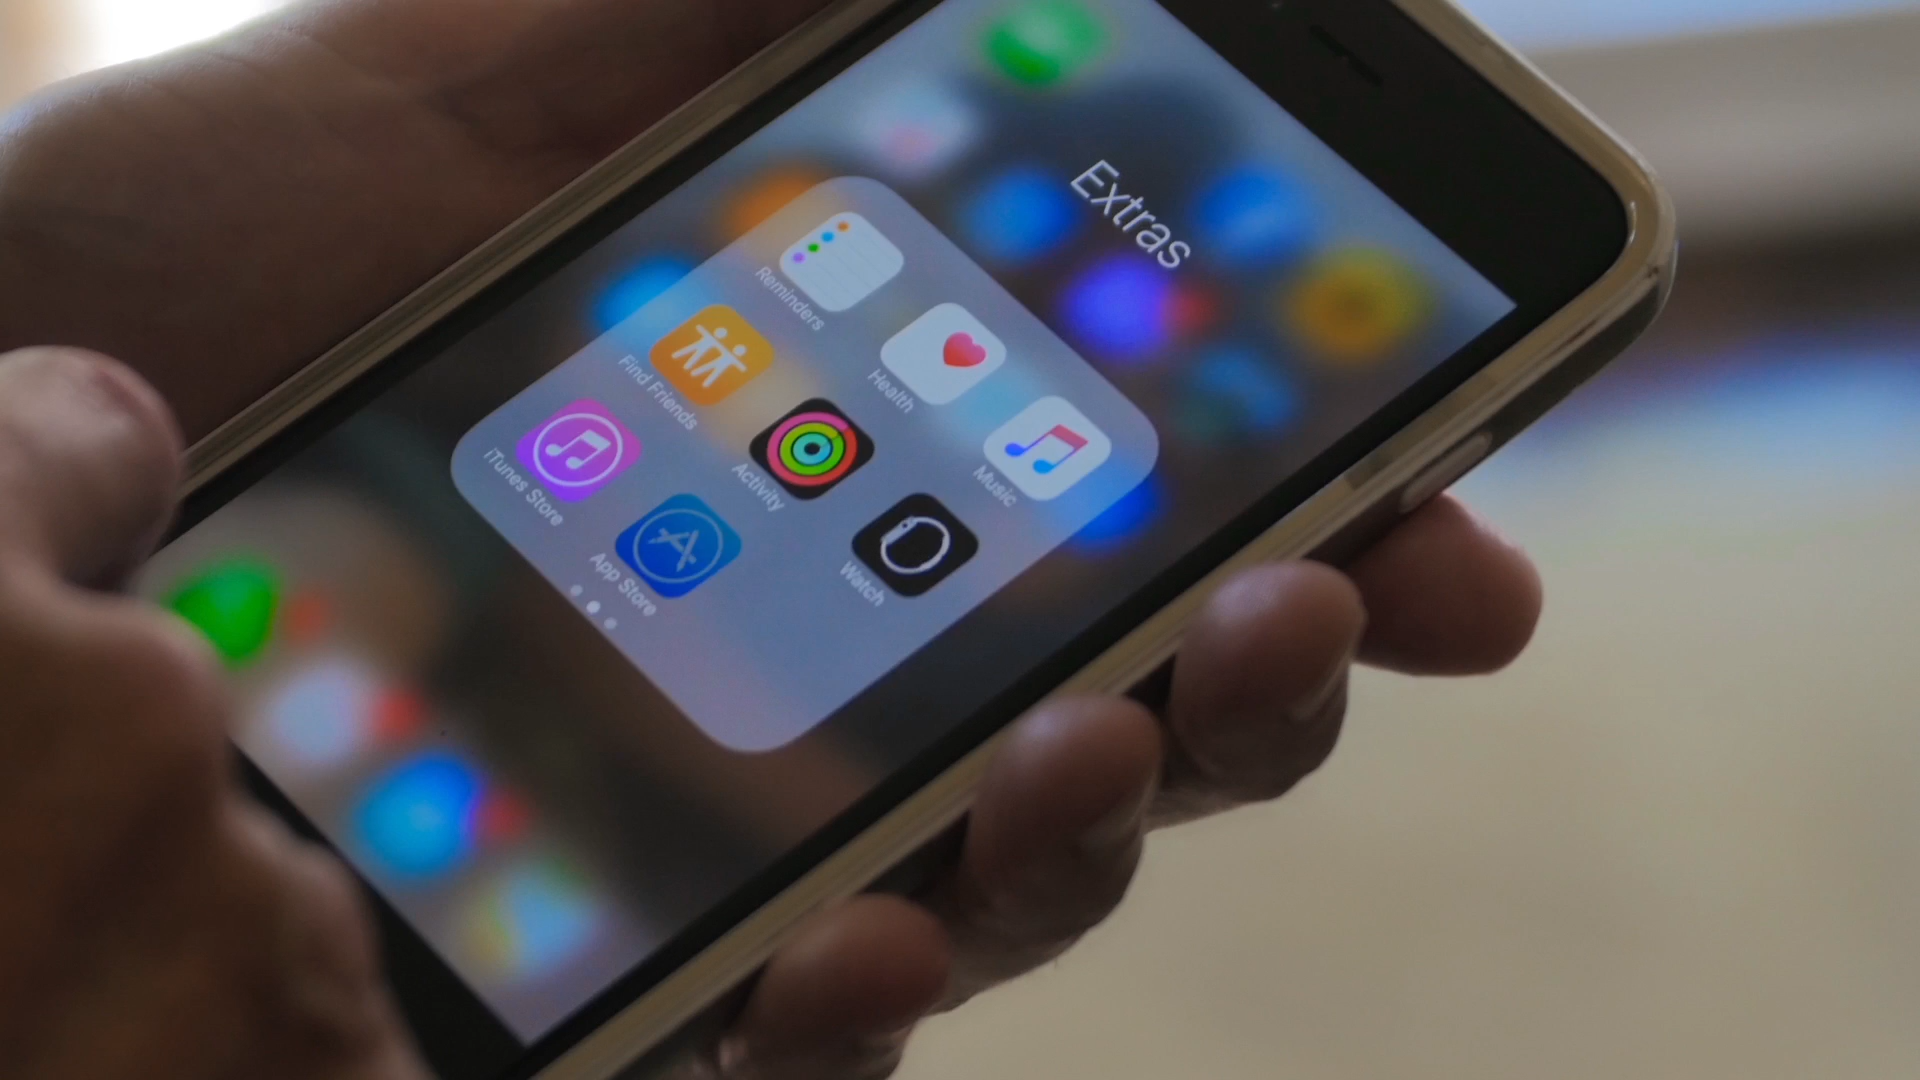 Extras
Reminders
Health
Music
Find Friends
Activity
Watch
iTunes Store
App Store